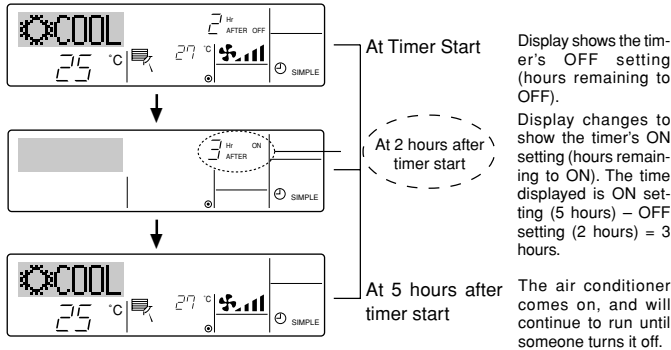 COOL
2 Hr
AFTER OFF
25 °C
27 °C
SIMPLE
At Timer Start
Display shows the tim-
er's OFF setting
(hours remaining to
OFF).
3 Hr ON
AFTER
SIMPLE
At 2 hours after
timer start
Display changes to
show the timer's ON
setting (hours remain-
ing to ON). The time
displayed is ON set-
ting (5 hours) – OFF
setting (2 hours) = 3
hours.
COOL
25 °C
27 °C
SIMPLE
At 5 hours after
timer start
The air conditioner
comes on, and will
continue to run until
someone turns it off.